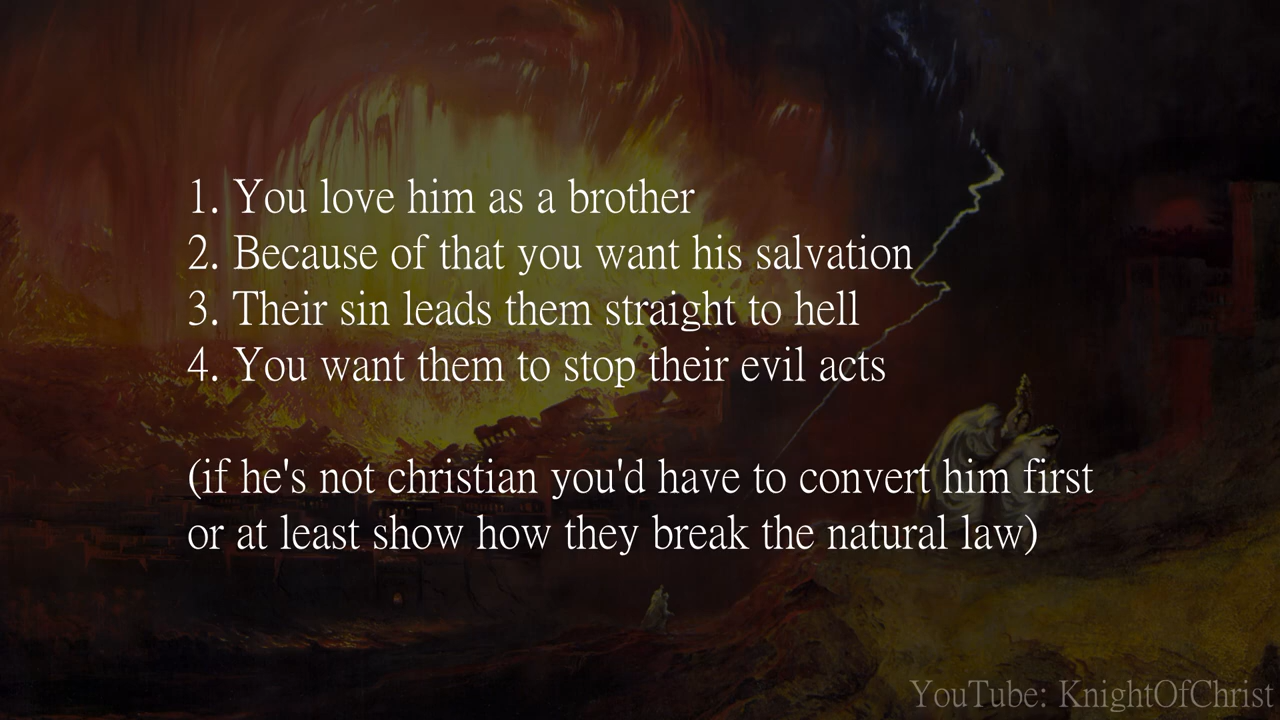 1. You love him as a brother
2. Because of that you want his salvation
3. Their sin leads them straight to hell
4. You want them to stop their evil acts
(if he's not christian you'd have to convert him first
or at least show how they break the natural law)
YouTube: KnightOfChrist